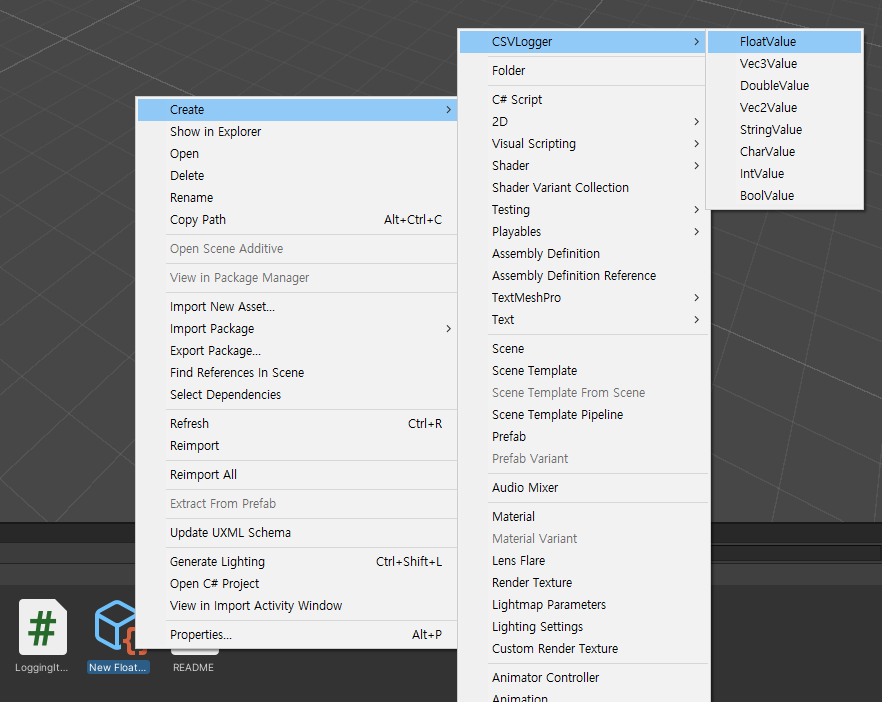 Create
Show in Explorer
Open
Delete
Rename
Copy Path Alt+Ctrl+C
Open Scene Additive
View in Package Manager
Import New Asset...
Import Package
Export Package...
Find References In Scene
Select Dependencies
Refresh Ctrl+R
Reimport
Reimport All
Extract From Prefab
Update UXML Schema
Generate Lighting Ctrl+Shift+L
Open C# Project
View in Import Activity Window
Properties... Alt+P
CSVLogger
Folder
C# Script
2D
Visual Scripting
Shader
Shader Variant Collection
Testing
Playables
Assembly Definition
Assembly Definition Reference
TextMeshPro
Text
Scene
Scene Template
Scene Template From Scene
Scene Template Pipeline
Prefab
Prefab Variant
Audio Mixer
Material
Material Variant
Lens Flare
Render Texture
Lightmap Parameters
Lighting Settings
Custom Render Texture
Animator Controller
Animation
FloatValue
Vec3Value
DoubleValue
Vec2Value
StringValue
CharValue
IntValue
BoolValue
#
LoggingIt...
{}
New Float...
README